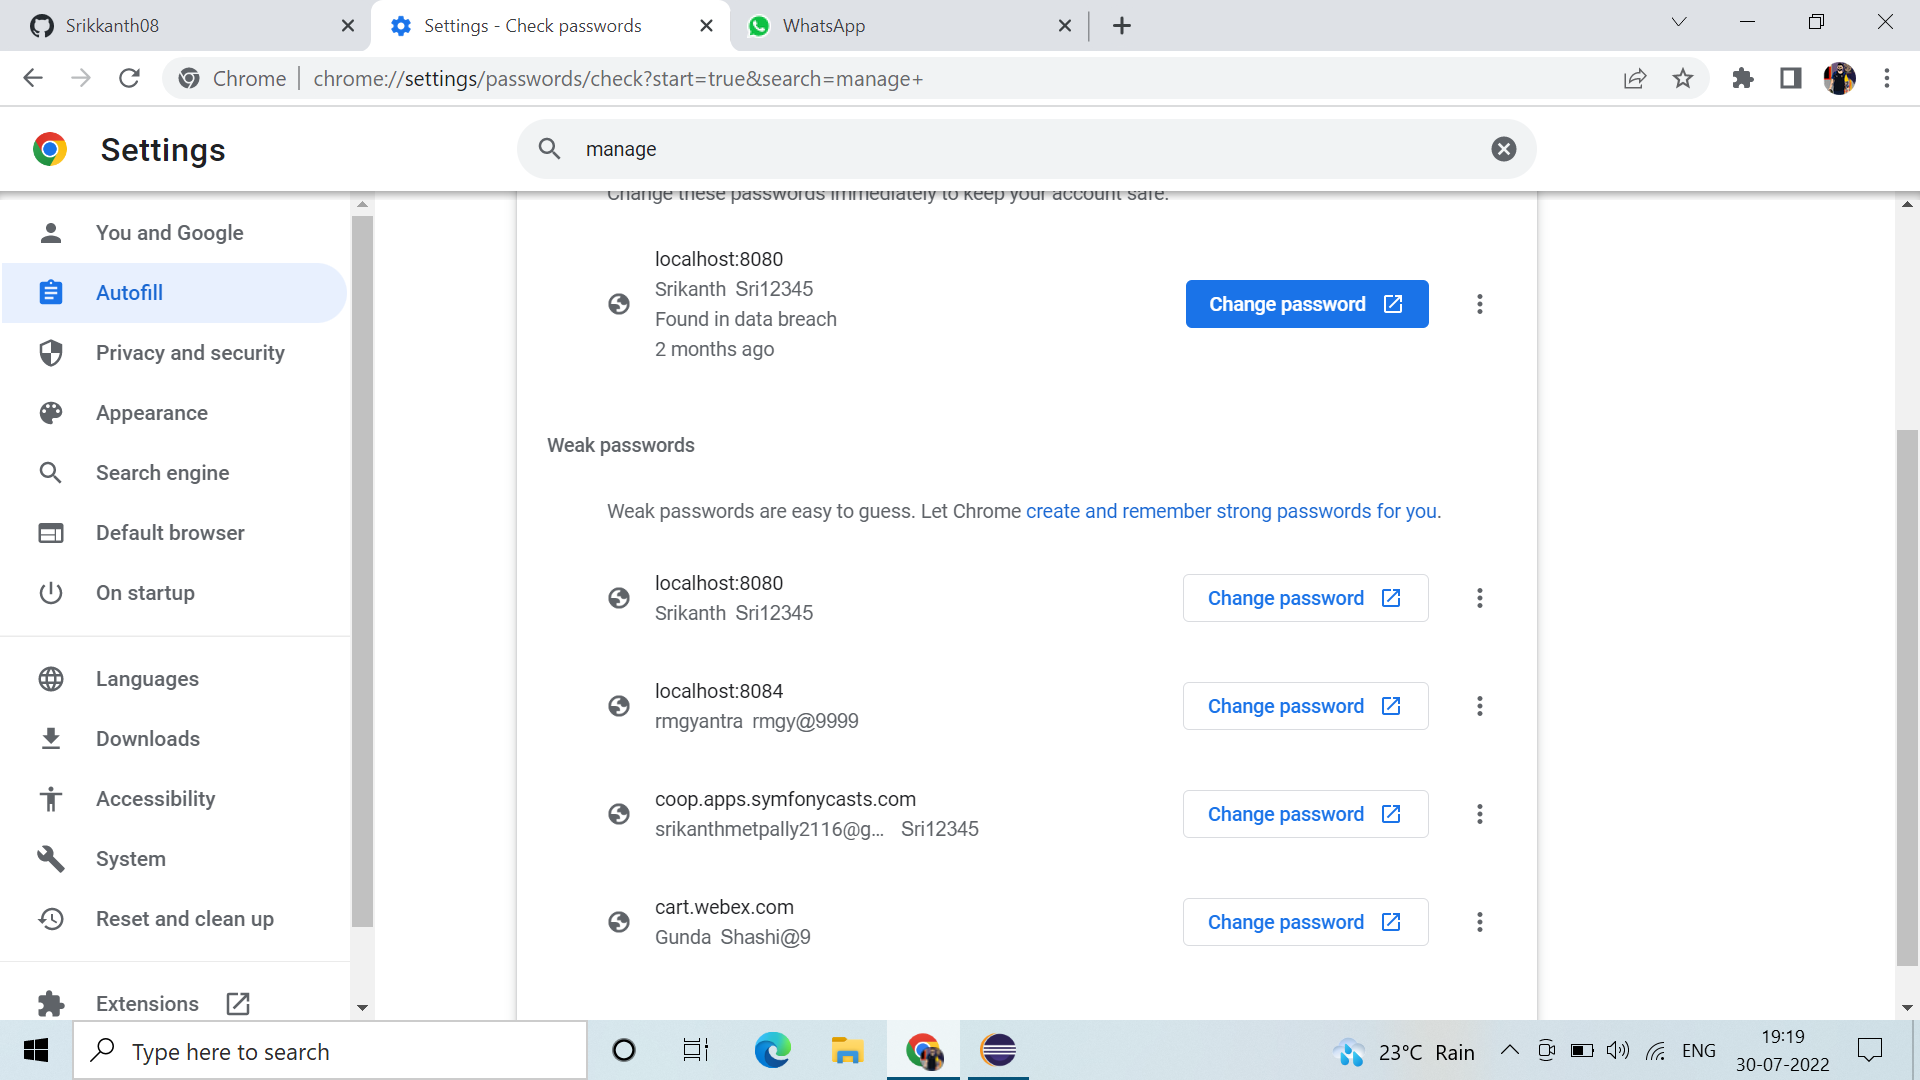 Srikkanth08
Settings - Check passwords
WhatsApp
Chrome
chrome://settings/passwords/check?start=true&search=manage+
Settings
manage
You and Google
Autofill
Privacy and security
Appearance
Search engine
Default browser
On startup
Languages
Downloads
Accessibility
System
Reset and clean up
Extensions
Change these passwords immediately to keep your account safe.
localhost:8080
Srikanth Sri12345
Found in data breach
2 months ago
Change password
Weak passwords
Weak passwords are easy to guess. Let Chrome create and remember strong passwords for you.
localhost:8080
Srikanth Sri12345
Change password
localhost:8084
rmgyantra rmgy@9999
Change password
coop.apps.symfonycasts.com
srikanthmetpally2116@g... Sri12345
Change password
cart.webex.com
Gunda Shashi@9
Change password
Type here to search
23°C Rain
ENG
19:19
30-07-2022